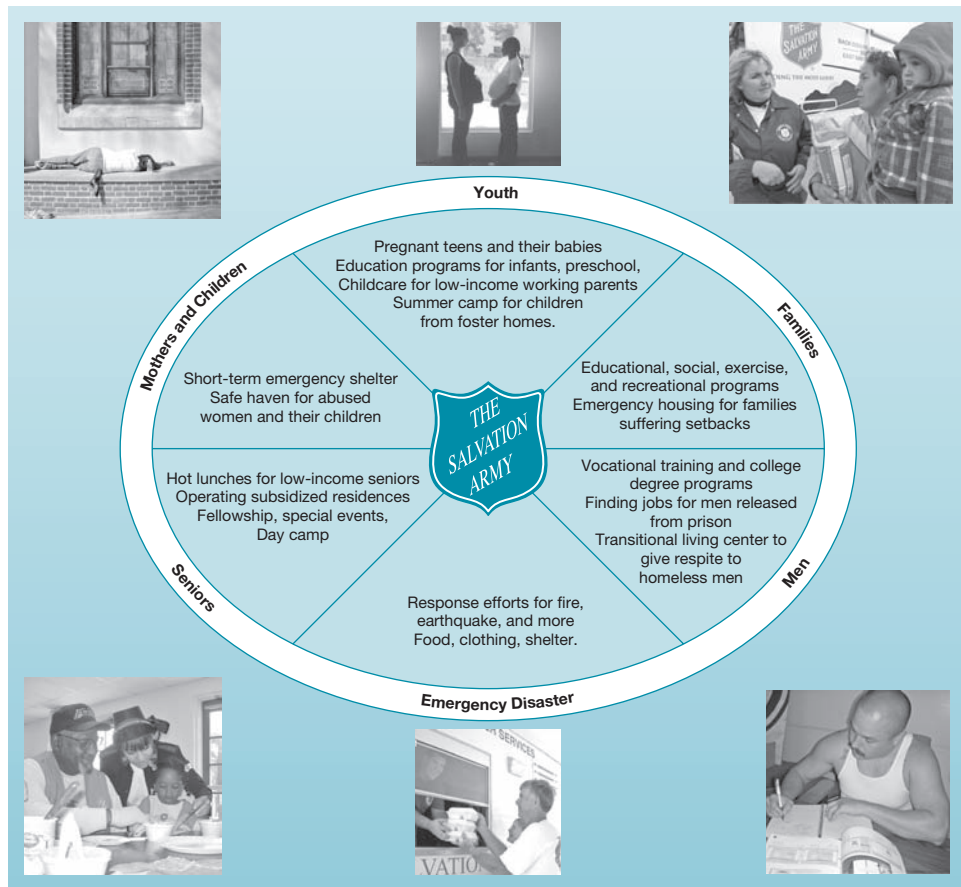 THE
SALVATION
ARMY
Youth
Pregnant teens and their babies
Education programs for infants, preschool,
Childcare for low-income working parents
Summer camp for children
from foster homes.
Mothers and Children
Short-term emergency shelter
Safe haven for abused
women and their children
Families
Educational, social, exercise,
and recreational programs
Emergency housing for families
suffering setbacks
THE
SALVATION
ARMY
Hot lunches for low-income seniors
Operating subsidized residences
Fellowship, special events,
Day camp
Seniors
Vocational training and college
degree programs
Finding jobs for men released
from prison
Transitional living center to
give respite to
homeless men
Men
Response efforts for fire,
earthquake, and more
Food, clothing, shelter.
Emergency Disaster
SERVICES
VATIO